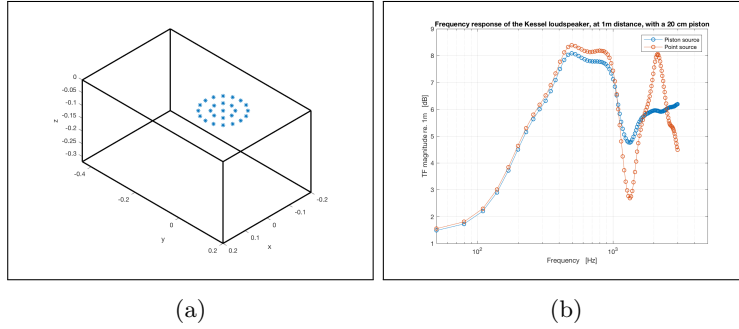 0
-0.05
-0.1
-0.15
-0.2
-0.25
-0.3
z
-0.4
-0.2
0
0.2
y
0.2
0.1
0
-0.1
-0.2
x
(a)
Frequency response of the Kessel loudspeaker, at 1m distance, with a 20 cm piston
Piston source
Point source
9
8
7
6
5
4
3
2
1
TF magnitude re. 1m [dB]
10²
10³
Frequency [Hz]
(b)